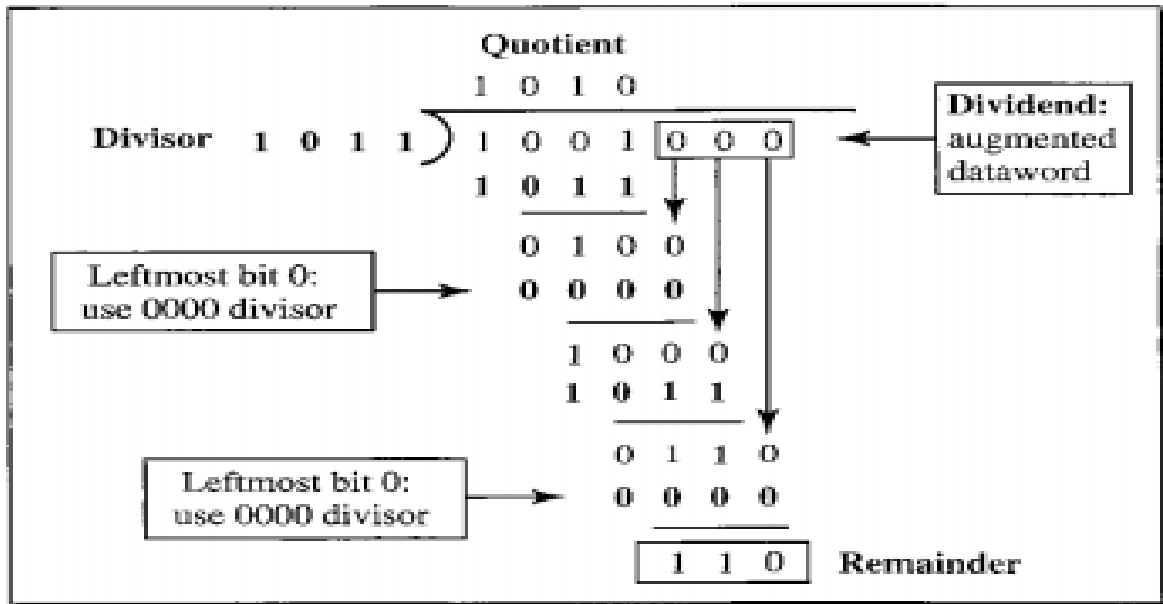 Quotient
1 0 1 0
Divisor 1 0 1 1 1 0 0 1 0 0 0
Dividend:
augmented
dataword
1 0 1 1
0 1 0 0
Leftmost bit 0:
use 0000 divisor
0 0 0 0
1 0 0 0
1 0 1 1
0 1 1 0
Leftmost bit 0:
use 0000 divisor
0 0 0 0
1 1 0 Remainder